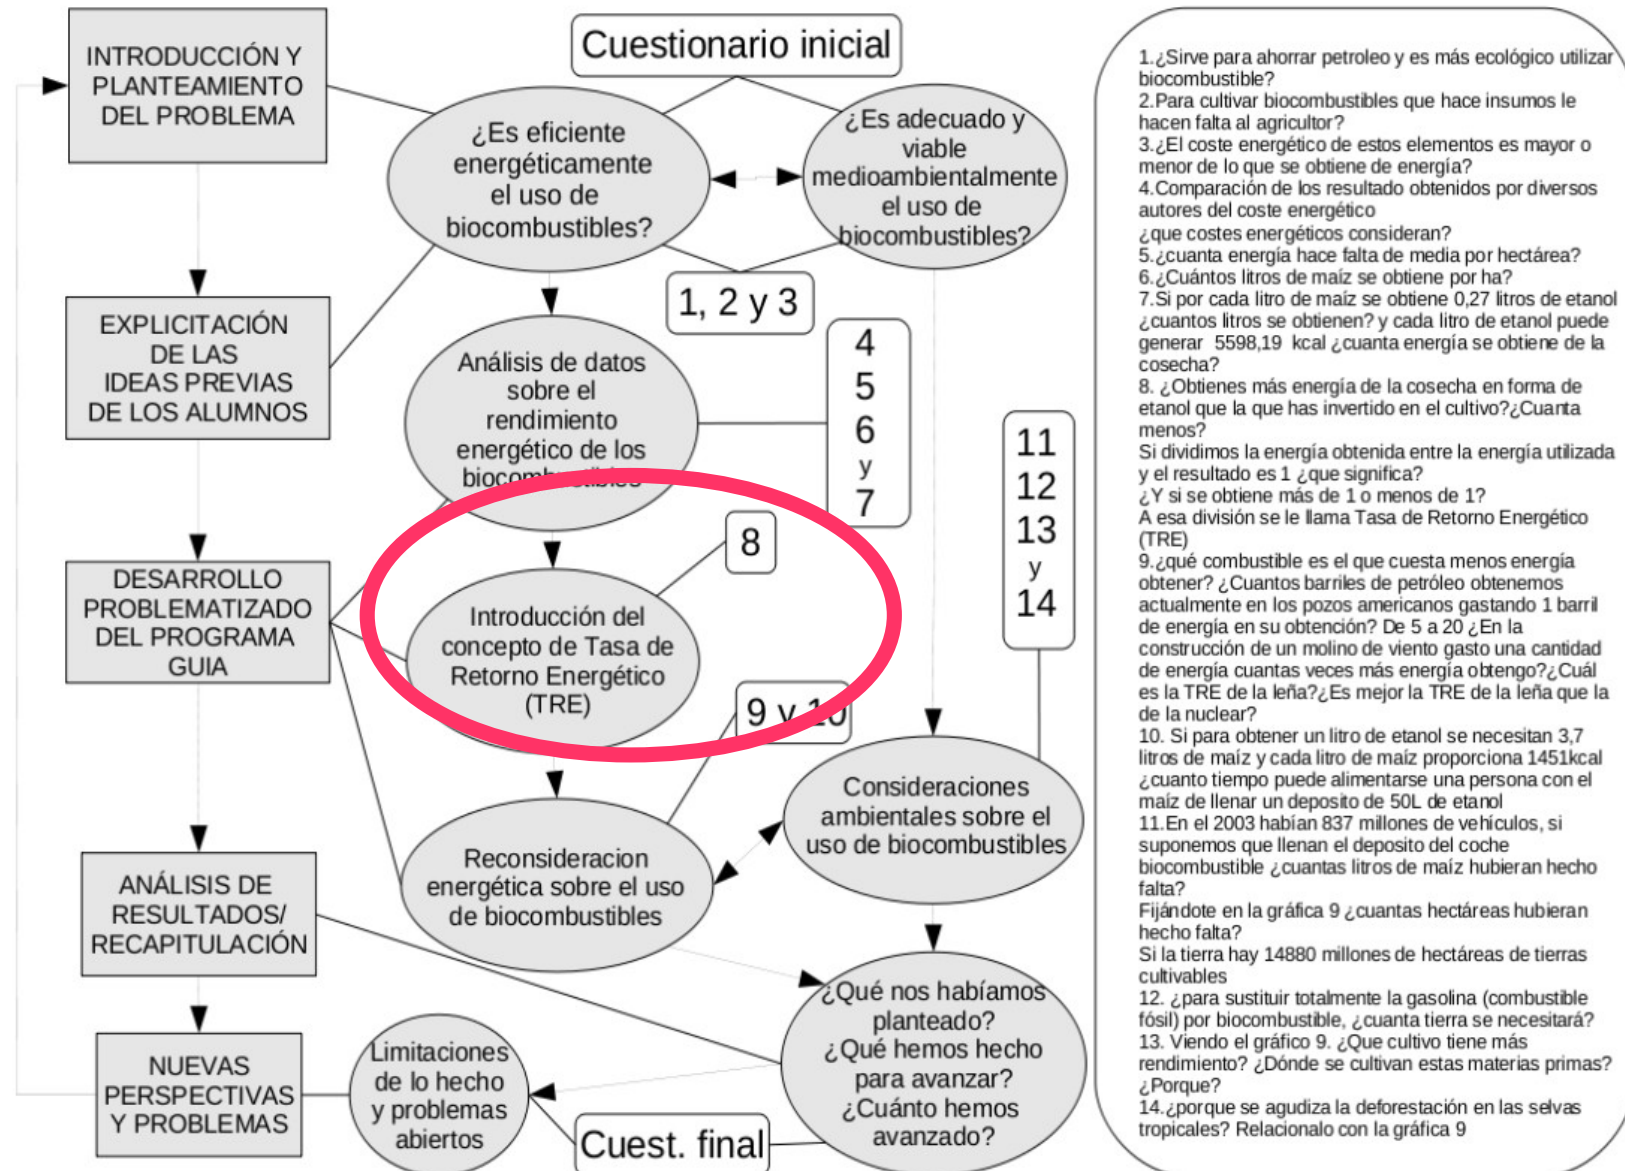 INTRODUCCIÓN Y
PLANTEAMIENTO
DEL PROBLEMA
EXPLICITACIÓN
DE LAS
IDEAS PREVIAS
DE LOS ALUMNOS
DESARROLLO
PROBLEMATIZADO
DEL PROGRAMA
GUIA
ANÁLISIS DE
RESULTADOS/
RECAPITULACIÓN
NUEVAS
PERSPECTIVAS
Y PROBLEMAS
Cuestionario inicial
¿Es eficiente
energéticamente
el uso de
biocombustibles?
¿Es adecuado y
viable
medioambientalmente
el uso de
biocombustibles?
1, 2 y 3
Análisis de datos
sobre el
rendimiento
energético de los
biocombustibles
4
5
6
y
7
8
Introducción del
concepto de Tasa de
Retorno Energético
(TRE)
9 y 10
11
12
13
y
14
Consideraciones
ambientales sobre el
uso de biocombustibles
Reconsideracion
energética sobre el uso
de biocombustibles
¿Qué nos habíamos
planteado?
¿Qué hemos hecho
para avanzar?
¿Cuánto hemos
avanzado?
Limitaciones
de lo hecho
y problemas
abiertos
Cuest. final
1.¿Sirve para ahorrar petroleo y es más ecológico utilizar
biocombustible?
2.Para cultivar biocombustibles que hace insumos le
hacen falta al agricultor?
3.¿El coste energético de estos elementos es mayor o
menor de lo que se obtiene de energía?
4.Comparación de los resultado obtenidos por diversos
autores del coste energético
¿que costes energéticos consideran?
5.¿cuanta energía hace falta de media por hectárea?
6.¿Cuántos litros de maíz se obtiene por ha?
7.Si por cada litro de maíz se obtiene 0,27 litros de etanol
¿cuantos litros se obtienen? y cada litro de etanol puede
generar 5598,19 kcal ¿cuanta energía se obtiene de la
cosecha?
8. ¿Obtienes más energía de la cosecha en forma de
etanol que la que has invertido en el cultivo?¿Cuanta
menos?
Si dividimos la energía obtenida entre la energía utilizada
y el resultado es 1 ¿que significa?
¿Y si se obtiene más de 1 o menos de 1?
A esa división se le llama Tasa de Retorno Energético
(TRE)
9.¿qué combustible es el que cuesta menos energía
obtener? ¿Cuantos barriles de petróleo obtenemos
actualmente en los pozos americanos gastando 1 barril
de energía en su obtención? De 5 a 20 ¿En la
construcción de un molino de viento gasto una cantidad
de energía cuantas veces más energía obtengo?¿Cuál
es la TRE de la leña?¿Es mejor la TRE de la leña que la
de la nuclear?
10. Si para obtener un litro de etanol se necesitan 3,7
litros de maíz y cada litro de maíz proporciona 1451kcal
¿cuanto tiempo puede alimentarse una persona con el
maíz de llenar un deposito de 50L de etanol
11.En el 2003 habían 837 millones de vehículos, si
suponemos que llenan el deposito del coche
biocombustible ¿cuantas litros de maíz hubieran hecho
falta?
Fijándote en la gráfica 9 ¿cuantas hectáreas hubieran
hecho falta?
Si la tierra hay 14880 millones de hectáreas de tierras
cultivables
12. ¿para sustituir totalmente la gasolina (combustible
fósil) por biocombustible, ¿cuanta tierra se necesitará?
13. Viendo el gráfico 9. ¿Que cultivo tiene más
rendimiento? ¿Dónde se cultivan estas materias primas?
¿Porque?
14.¿porque se agudiza la deforestación en las selvas
tropicales? Relacionalo con la gráfica 9